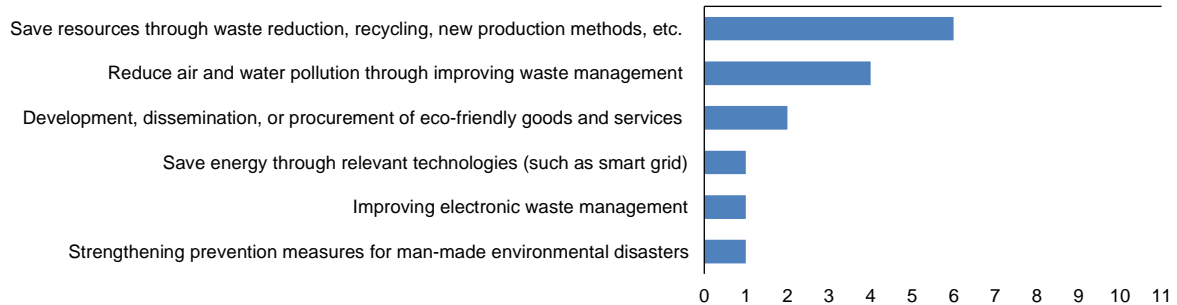 Save resources through waste reduction, recycling, new production methods, etc.
Reduce air and water pollution through improving waste management
Development, dissemination, or procurement of eco-friendly goods and services
Save energy through relevant technologies (such as smart grid)
Improving electronic waste management
Strengthening prevention measures for man-made environmental disasters
0 1 2 3 4 5 6 7 8 9 10 11